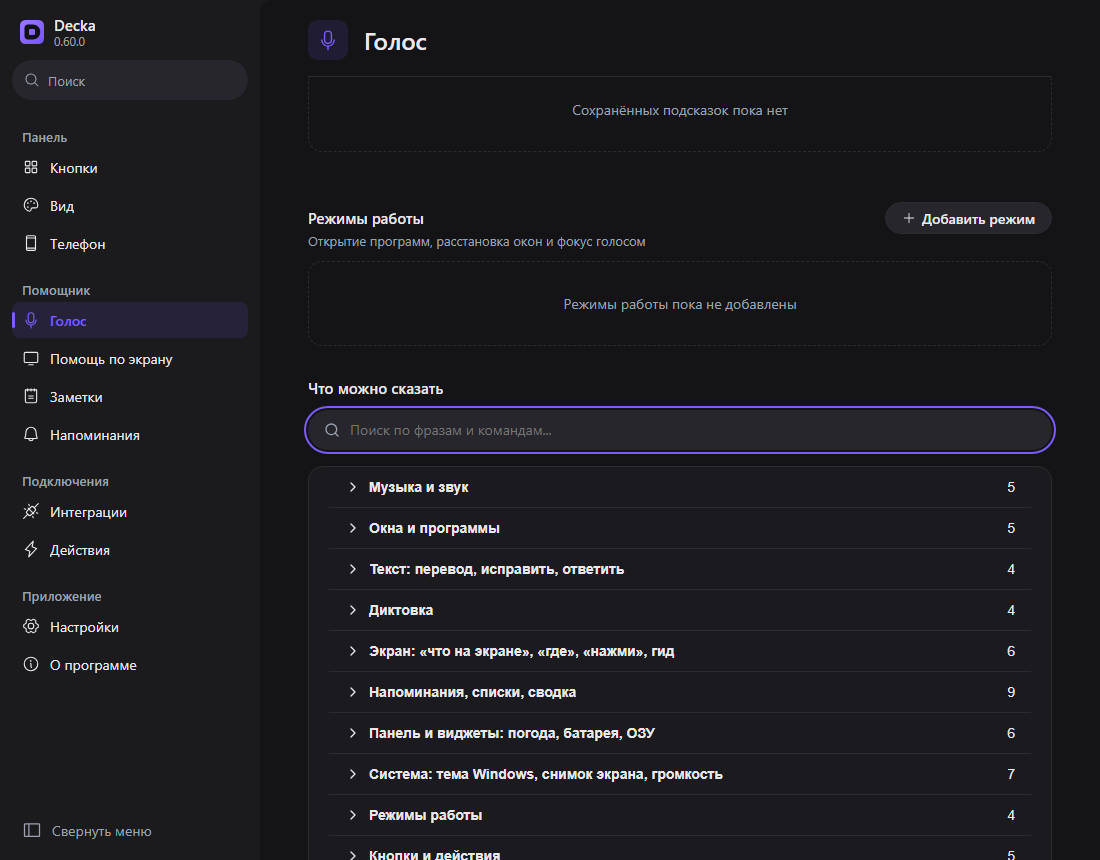 Decka
0.60.0
Поиск
Панель
Кнопки
Вид
Телефон
Помощник
Голос
Помощь по экрану
Заметки
Напоминания
Подключения
Интеграции
Действия
Приложение
Настройки
О программе
Свернуть меню
Голос
Сохранённых подсказок пока нет
Режимы работы
Добавить режим
Открытие программ, расстановка окон и фокус голосом
Режимы работы пока не добавлены
Что можно сказать
Поиск по фразам и командам...
Музыка и звук 5
Окна и программы 5
Текст: перевод, исправить, ответить 4
Диктовка 4
Экран: «что на экране», «где», «нажми», гид 6
Напоминания, списки, сводка 9
Панель и виджеты: погода, батарея, ОЗУ 6
Система: тема Windows, снимок экрана, громкость 7
Режимы работы 4
Кнопки и действия 5